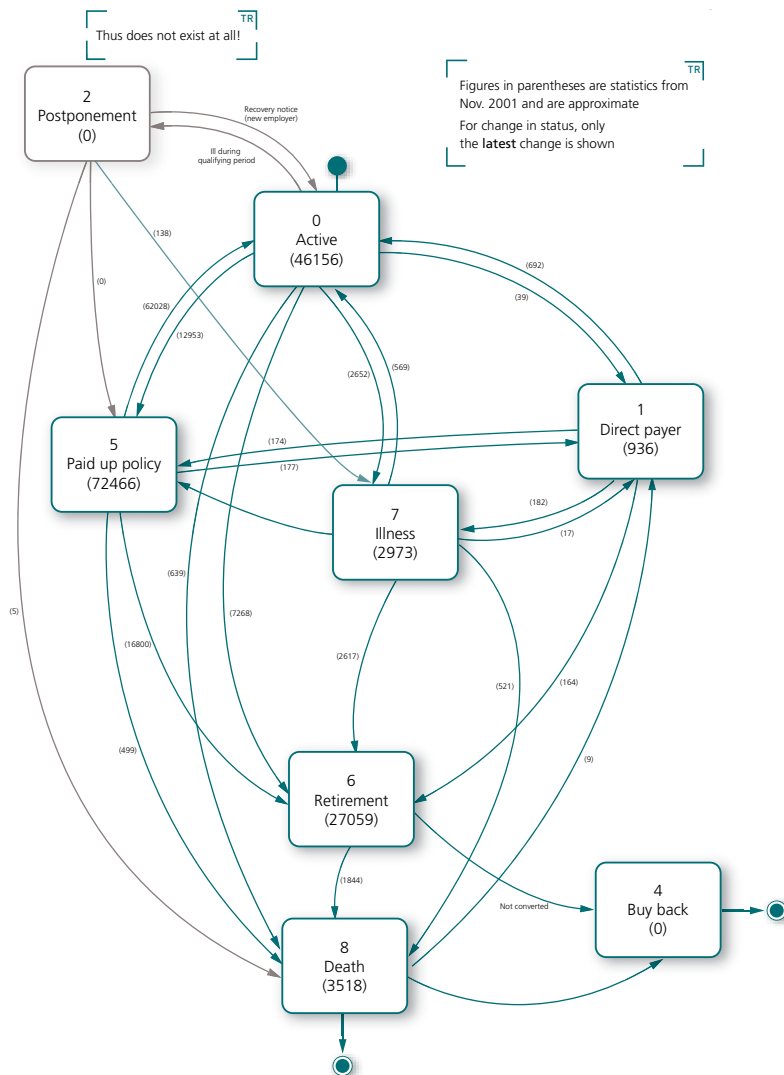 TR
Thus does not exist at all!
TR
Figures in parentheses are statistics from
Nov. 2001 and are approximate
For change in status, only
the latest change is shown
2
Postponement
(0)
Recovery notice
(new employer)
Ill during
qualifying period
0
Active
(46156)
(138)
(692)
(0)
(39)
(62028)
(12953)
(2652)
(569)
1
Direct payer
(936)
5
Paid up policy
(72466)
(174)
(177)
7
Illness
(2973)
(182)
(17)
(639)
(5)
(7268)
(16800)
(2617)
(521)
(164)
(499)
(9)
6
Retirement
(27059)
(1844)
Not converted
4
Buy back
(0)
8
Death
(3518)